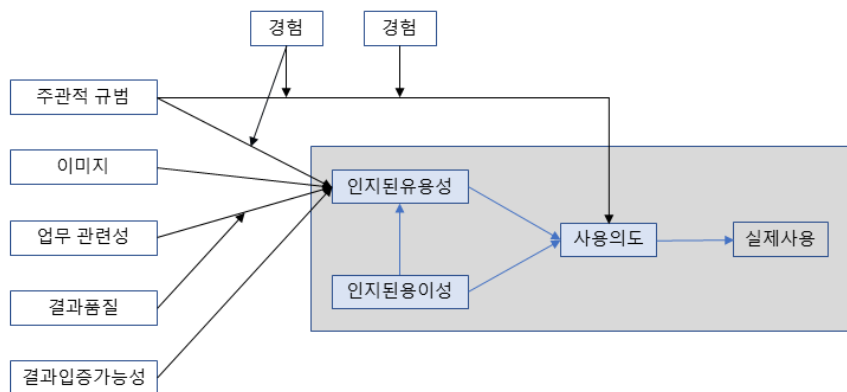 경험
경험
주관적 규범
이미지
인지된유용성
업무 관련성
사용의도
실제사용
인지된용이성
결과품질
결과입증가능성